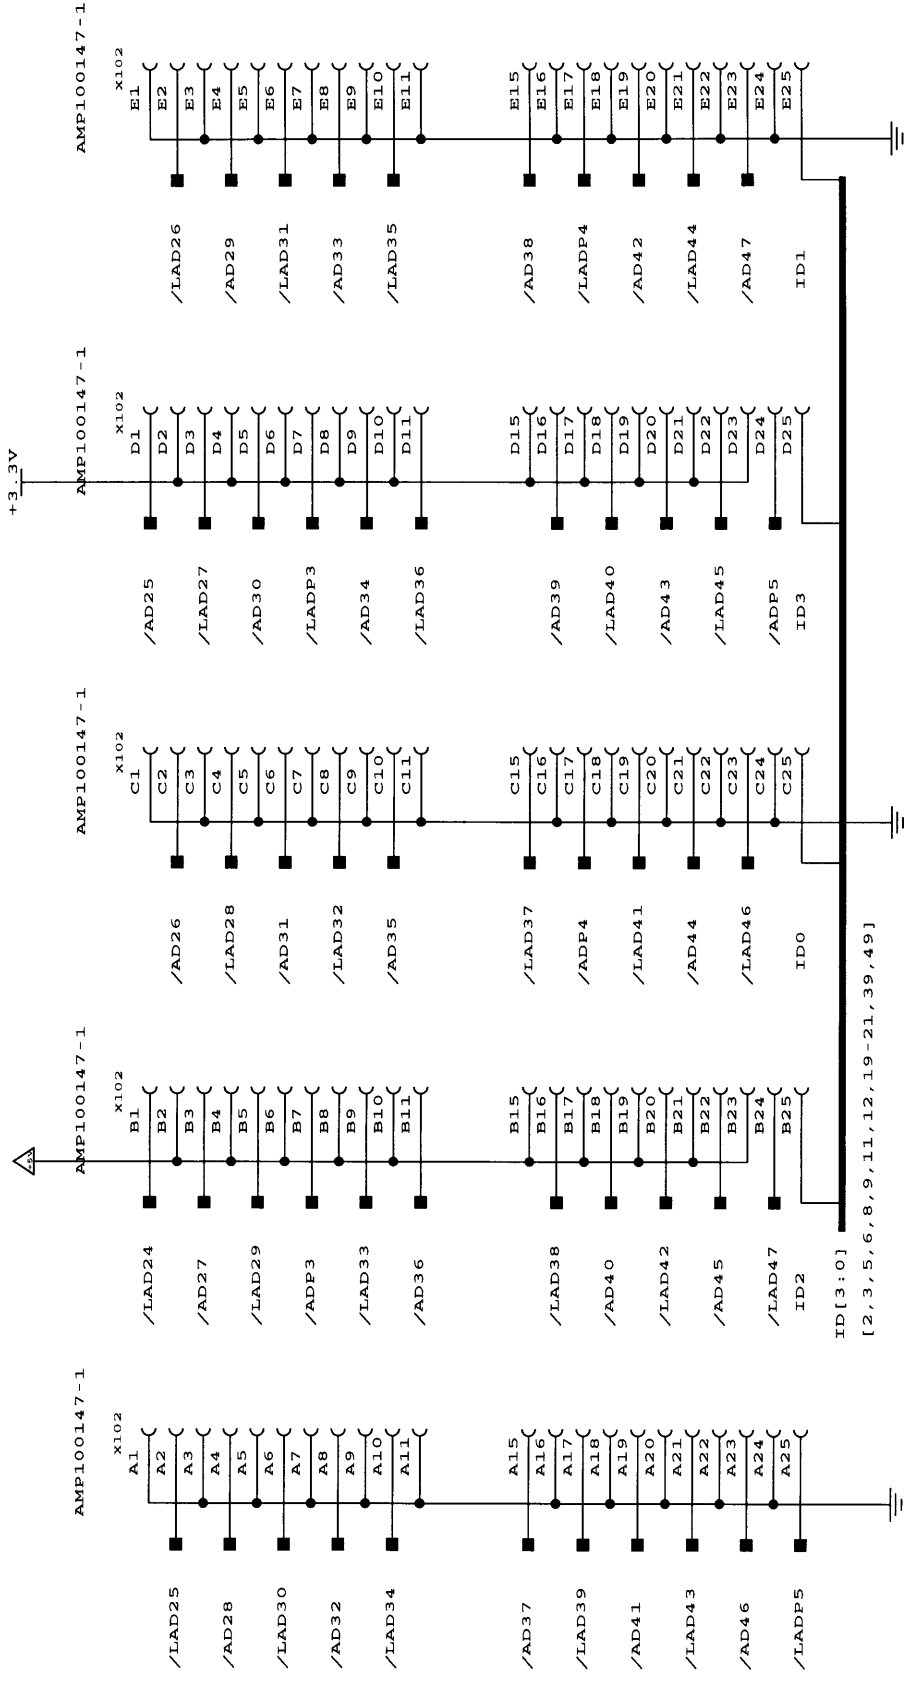 AMP100147-1
X102
A1
/LAD25 A2
A3
/AD28 A4
A5
/LAD30 A6
A7
/AD32 A8
A9
/LAD34 A10
A11
/AD37 A15
A16
/LAD39 A17
A18
/AD41 A19
A20
/LAD43 A21
A22
/AD46 A23
A24
/LADP5 A25
+5V
AMP100147-1
X102
/LAD24 B1
B2
/AD27 B3
B4
/LAD29 B5
B6
/ADP3 B7
B8
/LAD33 B9
B10
/AD36 B11
B15
/LAD38 B16
B17
/AD40 B18
B19
/LAD42 B20
B21
/AD45 B22
B23
/LAD47 B24
ID2 B25
AMP100147-1
X102
C1
/AD26 C2
C3
/LAD28 C4
C5
/AD31 C6
C7
/LAD32 C8
C9
/AD35 C10
C11
/LAD37 C15
C16
/ADP4 C17
C18
/LAD41 C19
C20
/AD44 C21
C22
/LAD46 C23
C24
ID0 C25
+3.3V
AMP100147-1
X102
/AD25 D1
D2
/LAD27 D3
D4
/AD30 D5
D6
/LADP3 D7
D8
/AD34 D9
D10
/LAD36 D11
D15
/AD39 D16
D17
/LAD40 D18
D19
/AD43 D20
D21
/LAD45 D22
D23
/ADP5 D24
ID3 D25
AMP100147-1
X102
E1
/LAD26 E2
E3
/AD29 E4
E5
/LAD31 E6
E7
/AD33 E8
E9
/LAD35 E10
E11
/AD38 E15
E16
/LADP4 E17
E18
/AD42 E19
E20
/LAD44 E21
E22
/AD47 E23
E24
ID1 E25
ID[3:0]
[2,3,5,6,8,9,11,12,19-21,39,49]